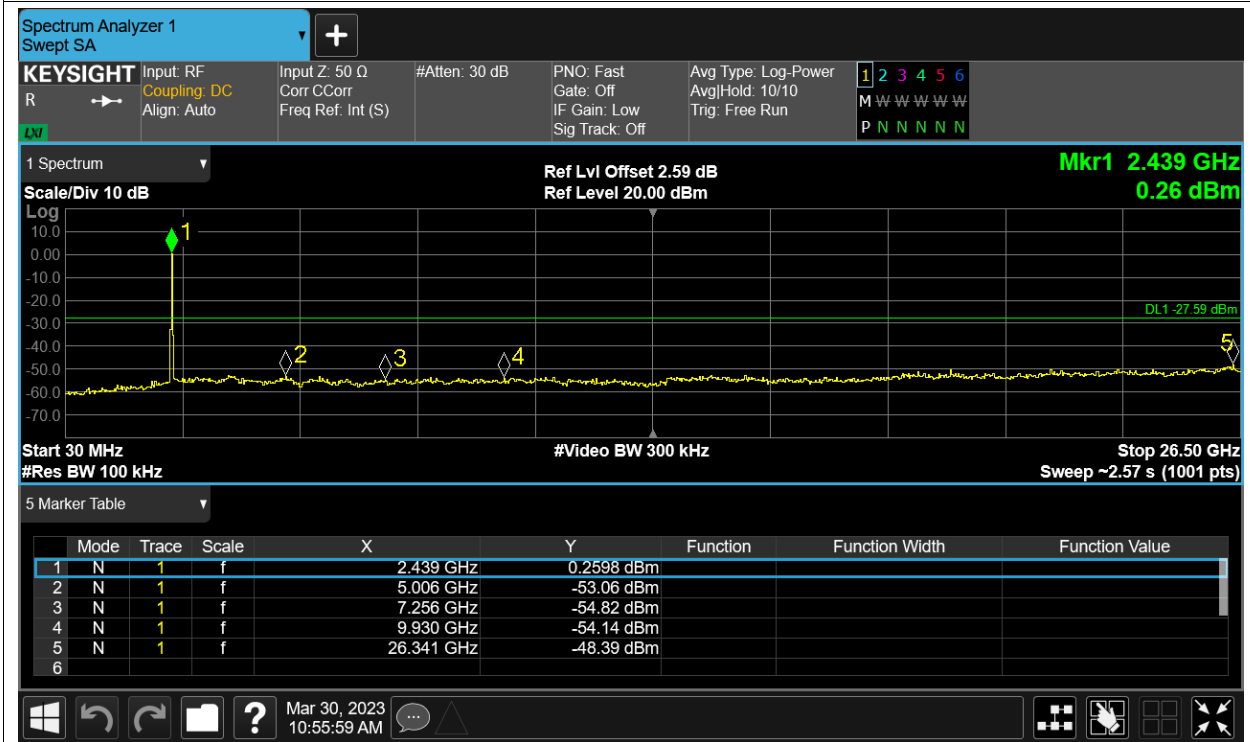 Spectrum Analyzer 1
Swept SA
KEYSIGHT Input: RF Input Z: 50 Ω #Atten: 30 dB PNO: Fast Avg Type: Log-Power 1 2 3 4 5 6
R Coupling: DC Corr CCorr Gate: Off Avg|Hold: 10/10 M W W W W W
Align: Auto Freq Ref: Int (S) IF Gain: Low Trig: Free Run
LXI Sig Track: Off P N N N N N
1 Spectrum Ref Lvl Offset 2.59 dB Mkr1 2.439 GHz
Scale/Div 10 dB Ref Level 20.00 dBm 0.26 dBm
Log
10.0 1
0.00
-10.0
-20.0
DL1 -27.59 dBm
-30.0
-40.0 2 3 4 5
-50.0
-60.0
-70.0
Start 30 MHz #Video BW 300 kHz Stop 26.50 GHz
#Res BW 100 kHz Sweep ~2.57 s (1001 pts)
5 Marker Table
Mode Trace Scale X Y Function Function Width Function Value
1 N 1 f 2.439 GHz 0.2598 dBm
2 N 1 f 5.006 GHz -53.06 dBm
3 N 1 f 7.256 GHz -54.82 dBm
4 N 1 f 9.930 GHz -54.14 dBm
5 N 1 f 26.341 GHz -48.39 dBm
6
? Mar 30, 2023
10:55:59 AM